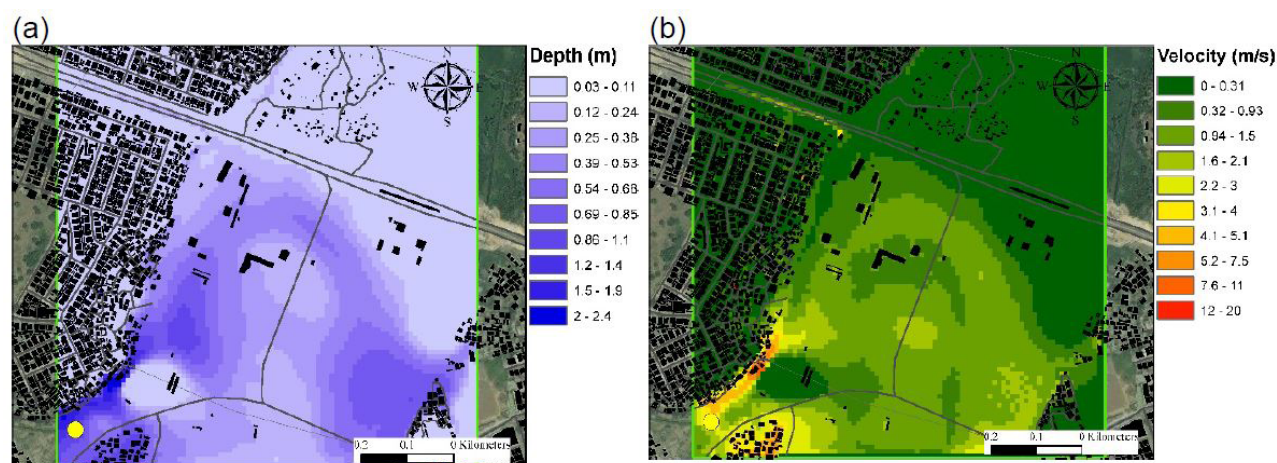 (a)
Depth (m)
0.03 - 0.11
0.12 - 0.24
0.25 - 0.38
0.39 - 0.53
0.54 - 0.68
0.69 - 0.85
0.86 - 1.1
1.2 - 1.4
1.5 - 1.9
2 - 2.4
N
W E
S
0.2 0.1 0 Kilometers
(b)
Velocity (m/s)
0 - 0.31
0.32 - 0.93
0.94 - 1.5
1.6 - 2.1
2.2 - 3
3.1 - 4
4.1 - 5.1
5.2 - 7.5
7.6 - 11
12 - 20
N
W E
S
0.2 0.1 0 Kilometers